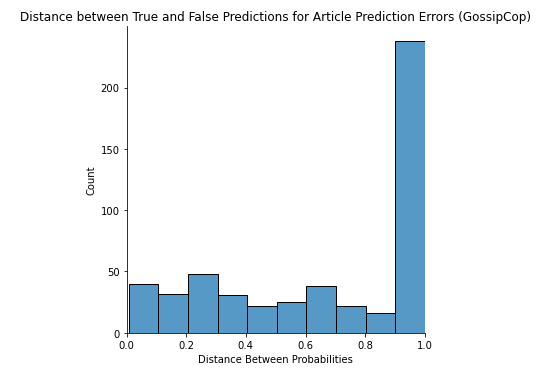 Distance between True and False Predictions for Article Prediction Errors (GossipCop)
200
150
100
50
0
Count
0.0 0.2 0.4 0.6 0.8 1.0
Distance Between Probabilities